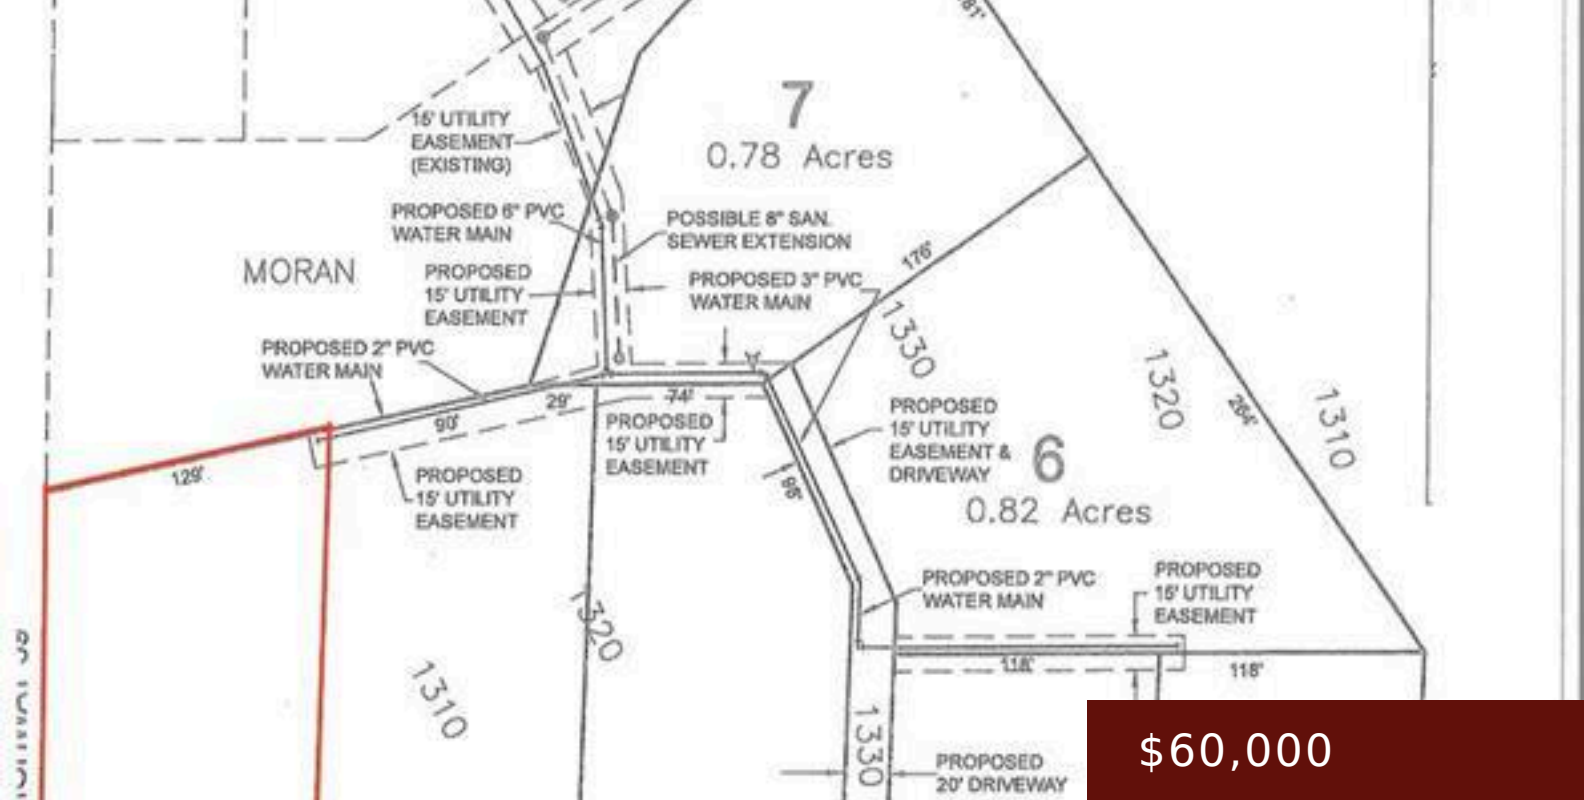 81'
7
0.78 Acres
15' UTILITY
EASEMENT
(EXISTING)
PROPOSED 6" PVC
WATER MAIN
POSSIBLE 8" SAN.
SEWER EXTENSION
176'
MORAN
PROPOSED
15' UTILITY
EASEMENT
PROPOSED 3" PVC
WATER MAIN
1330
1320
1310
264'
PROPOSED 2" PVC
WATER MAIN
90'
29'
74'
129'
PROPOSED
15' UTILITY
EASEMENT
PROPOSED
15' UTILITY
EASEMENT
98'
PROPOSED
15' UTILITY
EASEMENT &
DRIVEWAY
6
0.82 Acres
PROPOSED 2" PVC
WATER MAIN
PROPOSED
15' UTILITY
EASEMENT
118'
118'
1320
1310
1330
PROPOSED
20' DRIVEWAY
$60,000